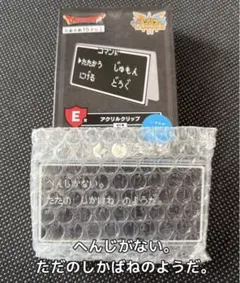 コマンド
▶たたかう じゅもん
にげる どうぐ
E賞
アクリルクリップ
へんじがない。
ただの しかばねの ようだ。
へんじがない。
ただのしかばねのようだ。